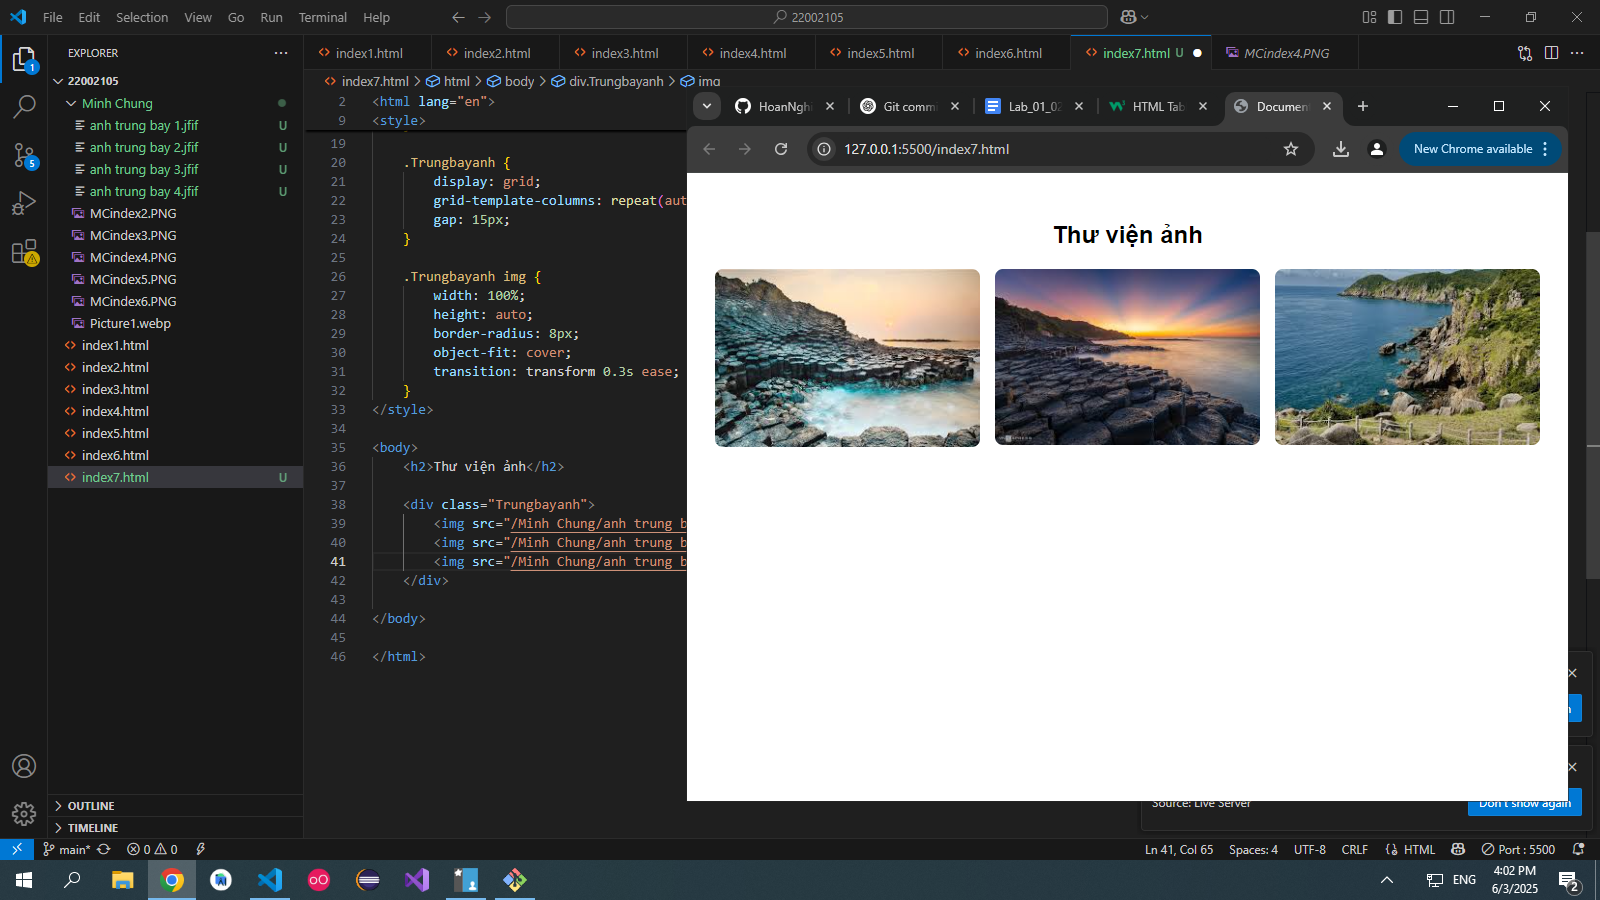 File Edit Selection View Go Run Terminal Help
22002105
EXPLORER
22002105
Minh Chung
anh trung bay 1.jfif U
anh trung bay 2.jfif U
anh trung bay 3.jfif U
anh trung bay 4.jfif U
MCindex2.PNG
MCindex3.PNG
MCindex4.PNG
MCindex5.PNG
MCindex6.PNG
Picture1.webp
index1.html
index2.html
index3.html
index4.html
index5.html
index6.html
index7.html U
OUTLINE
TIMELINE
1
5
index1.html index2.html index3.html index4.html index5.html index6.html index7.html U MCindex4.PNG
index7.html > html > body > div.Trungbayanh > img
2 <html lang="en">
9 <style>
19
20 .Trungbayanh {
21 display: grid;
22 grid-template-columns: repeat(aut
23 gap: 15px;
24 }
25
26 .Trungbayanh img {
27 width: 100%;
28 height: auto;
29 border-radius: 8px;
30 object-fit: cover;
31 transition: transform 0.3s ease;
32 }
33 </style>
34
35 <body>
36 <h2>Thư viện ảnh</h2>
37
38 <div class="Trungbayanh">
39 <img src="/Minh Chung/anh trung b
40 <img src="/Minh Chung/anh trung b
41 <img src="/Minh Chung/anh trung b
42 </div>
43
44 </body>
45
46 </html>
HoanNghi Git comm Lab_01_02 HTML Tab Documen
127.0.0.1:5500/index7.html
New Chrome available
Thư viện ảnh
Source: Live Server
Don't show again
main* 0 0
Ln 41, Col 65 Spaces: 4 UTF-8 CRLF HTML Port : 5500
ENG
4:02 PM
6/3/2025
2